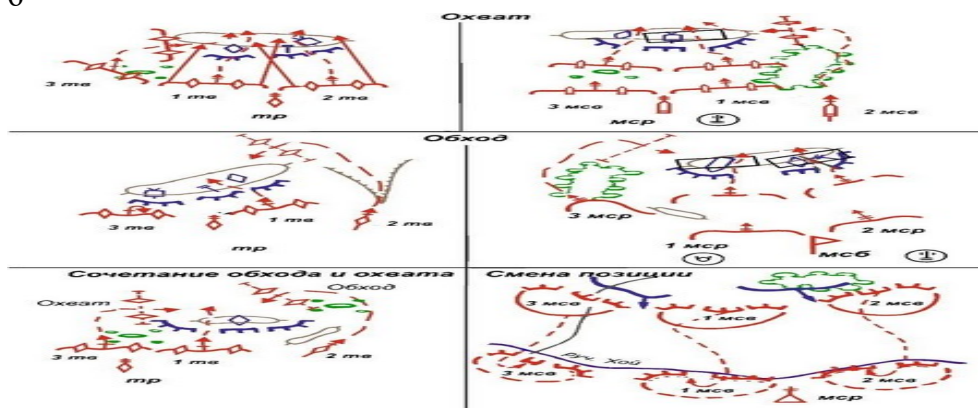 6
Охват
3 тв
1 тв
2 тв
тр
3 мсв
1 мсв
2 мсв
мср
Обход
3 тв
1 тв
2 тв
тр
3 мср
1 мср
2 мср
мсб
Сочетание обхода и охвата
Охват
Обход
3 тв
1 тв
2 тв
тр
Смена позиции
3 мсв
1 мсв
2 мсв
Руч. Хой
3 мсв
1 мсв
2 мсв
мср